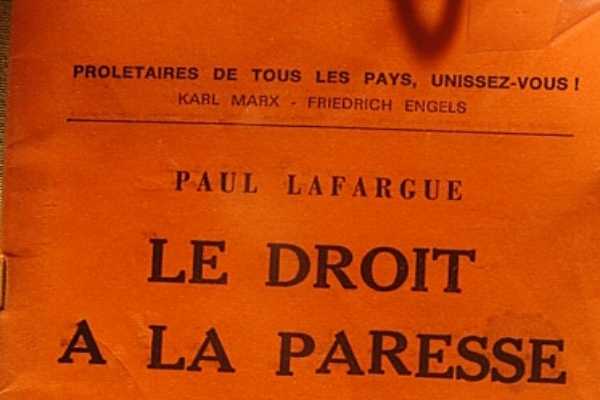 PROLETAIRES DE TOUS LES PAYS, UNISSEZ-VOUS !
KARL MARX - FRIEDRICH ENGELS
PAUL LAFARGUE
LE DROIT
A LA PARESSE